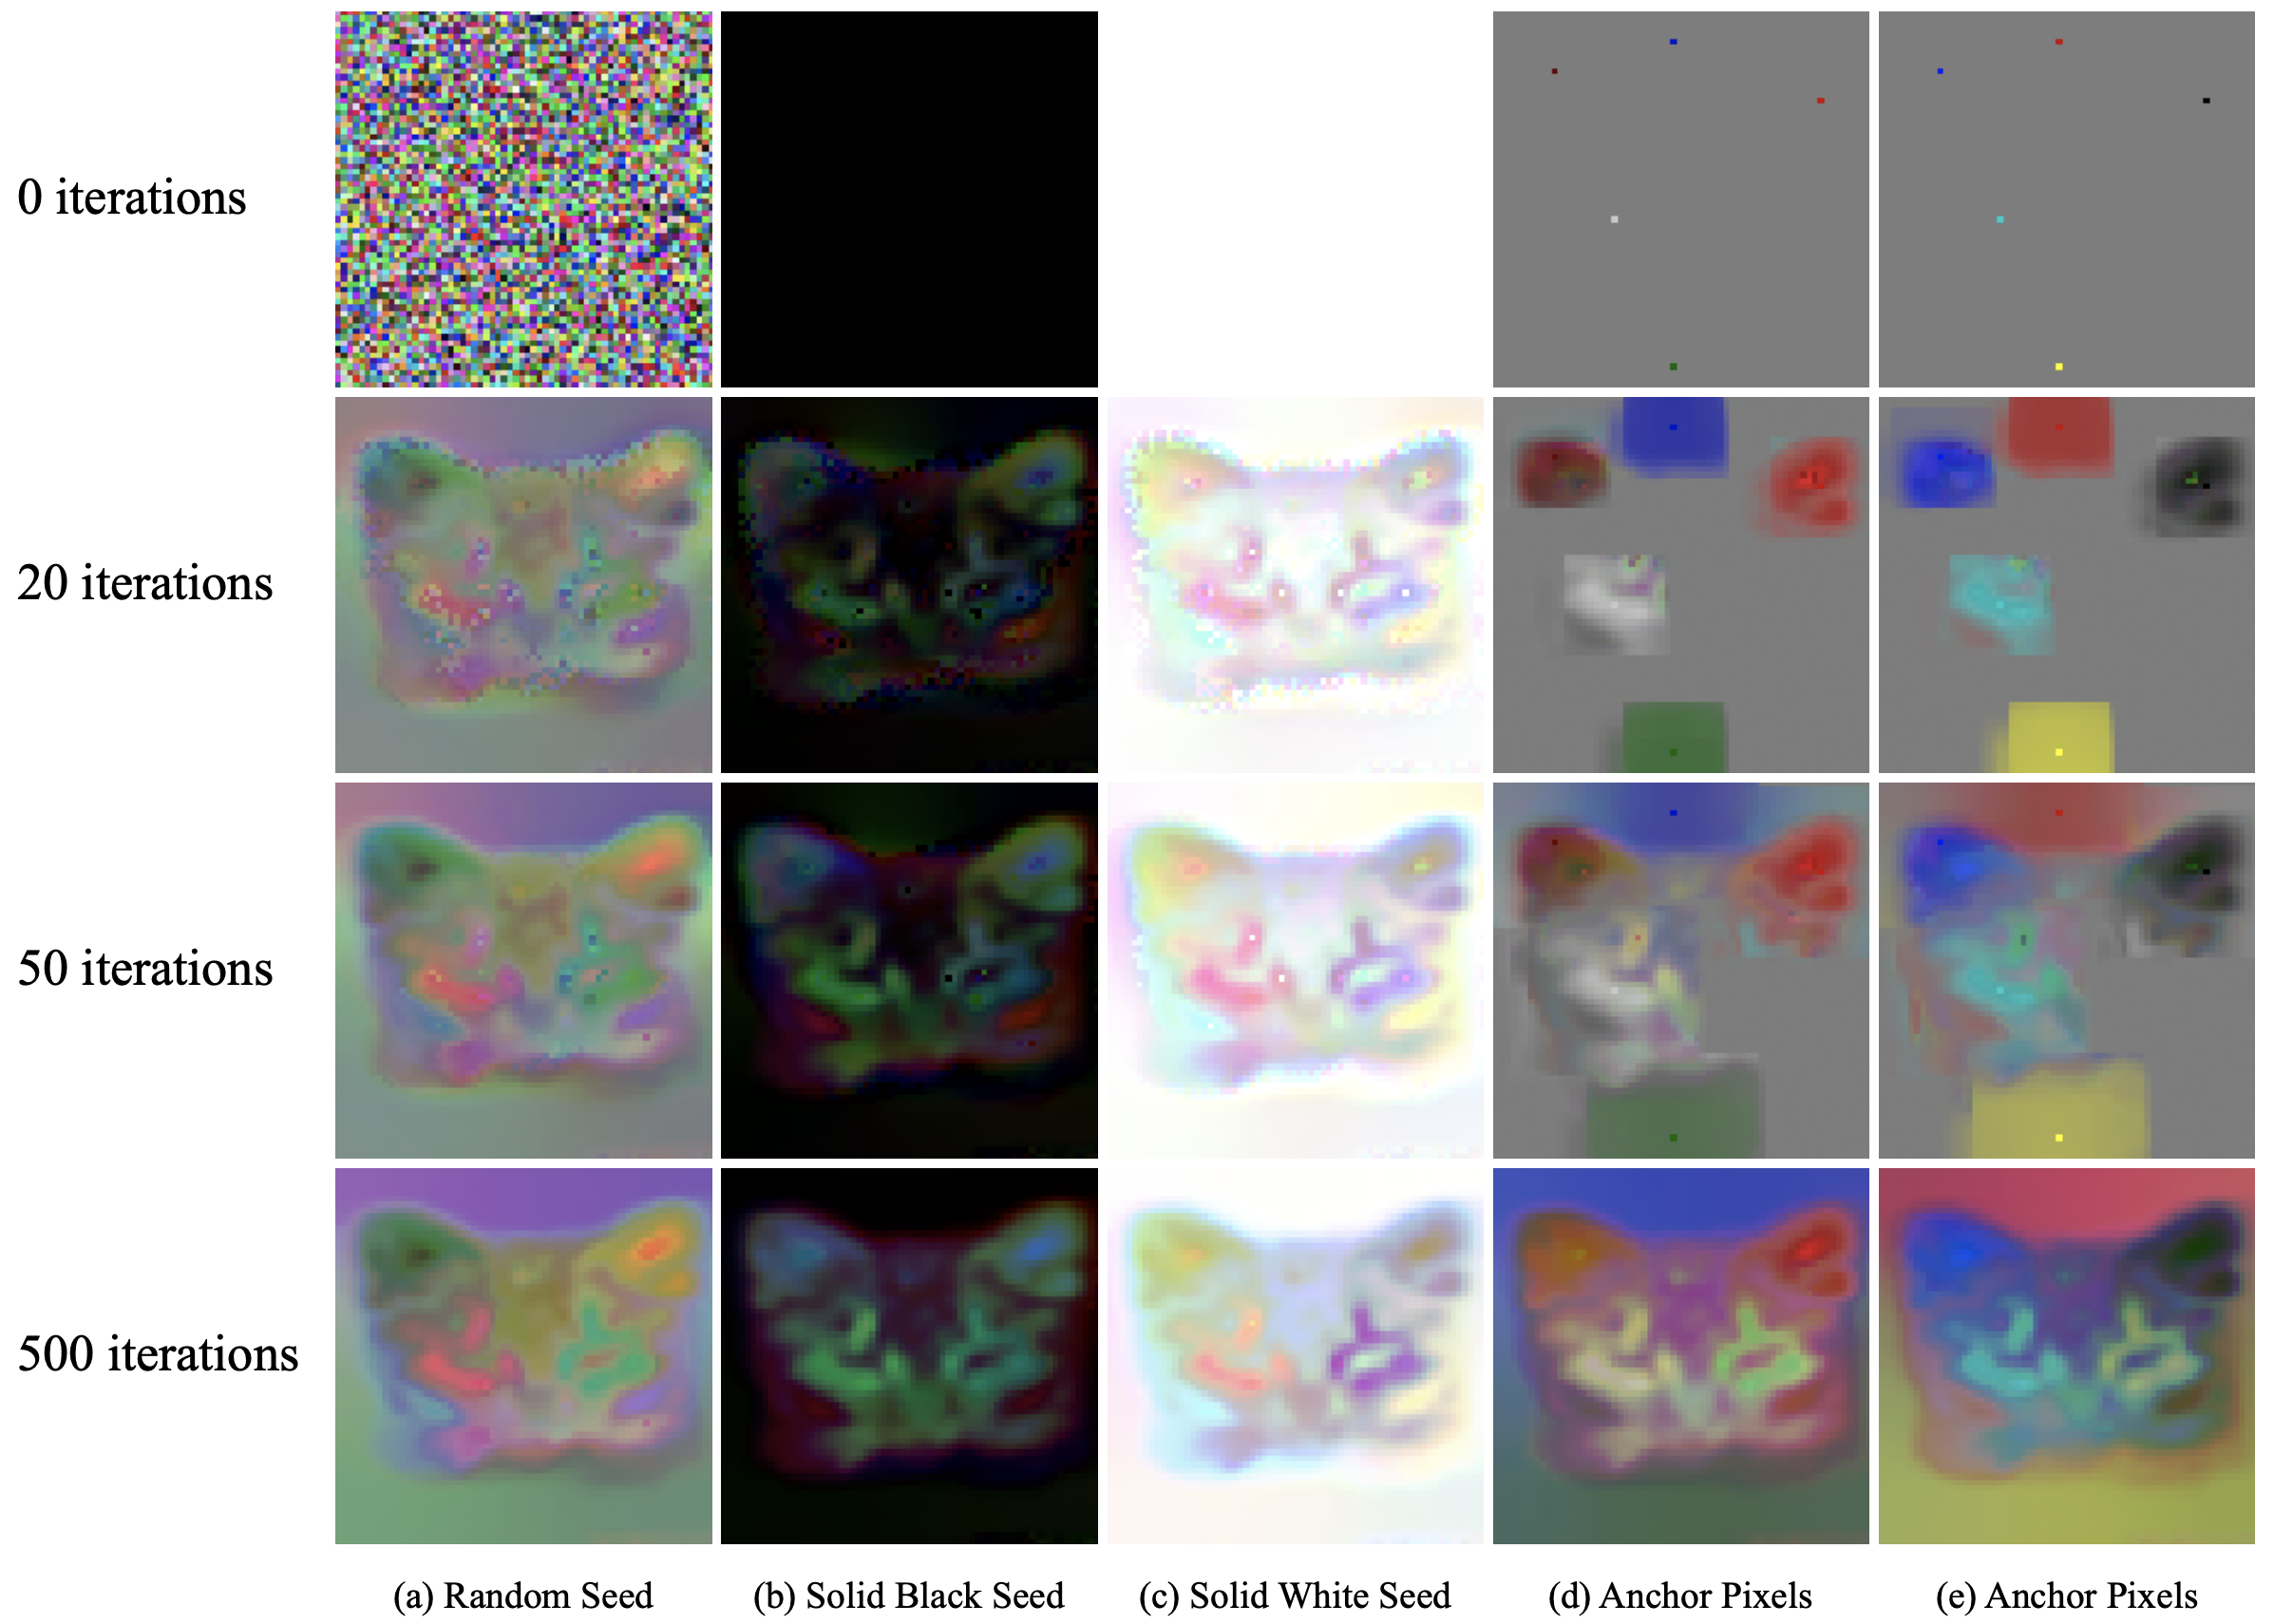 0 iterations
20 iterations
50 iterations
500 iterations
(a) Random Seed
(b) Solid Black Seed
(c) Solid White Seed
(d) Anchor Pixels
(e) Anchor Pixels